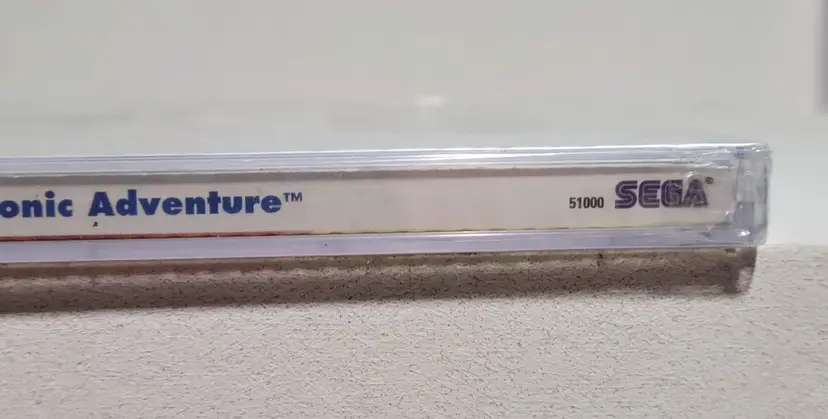 onic Adventure™
51000 SEGA®